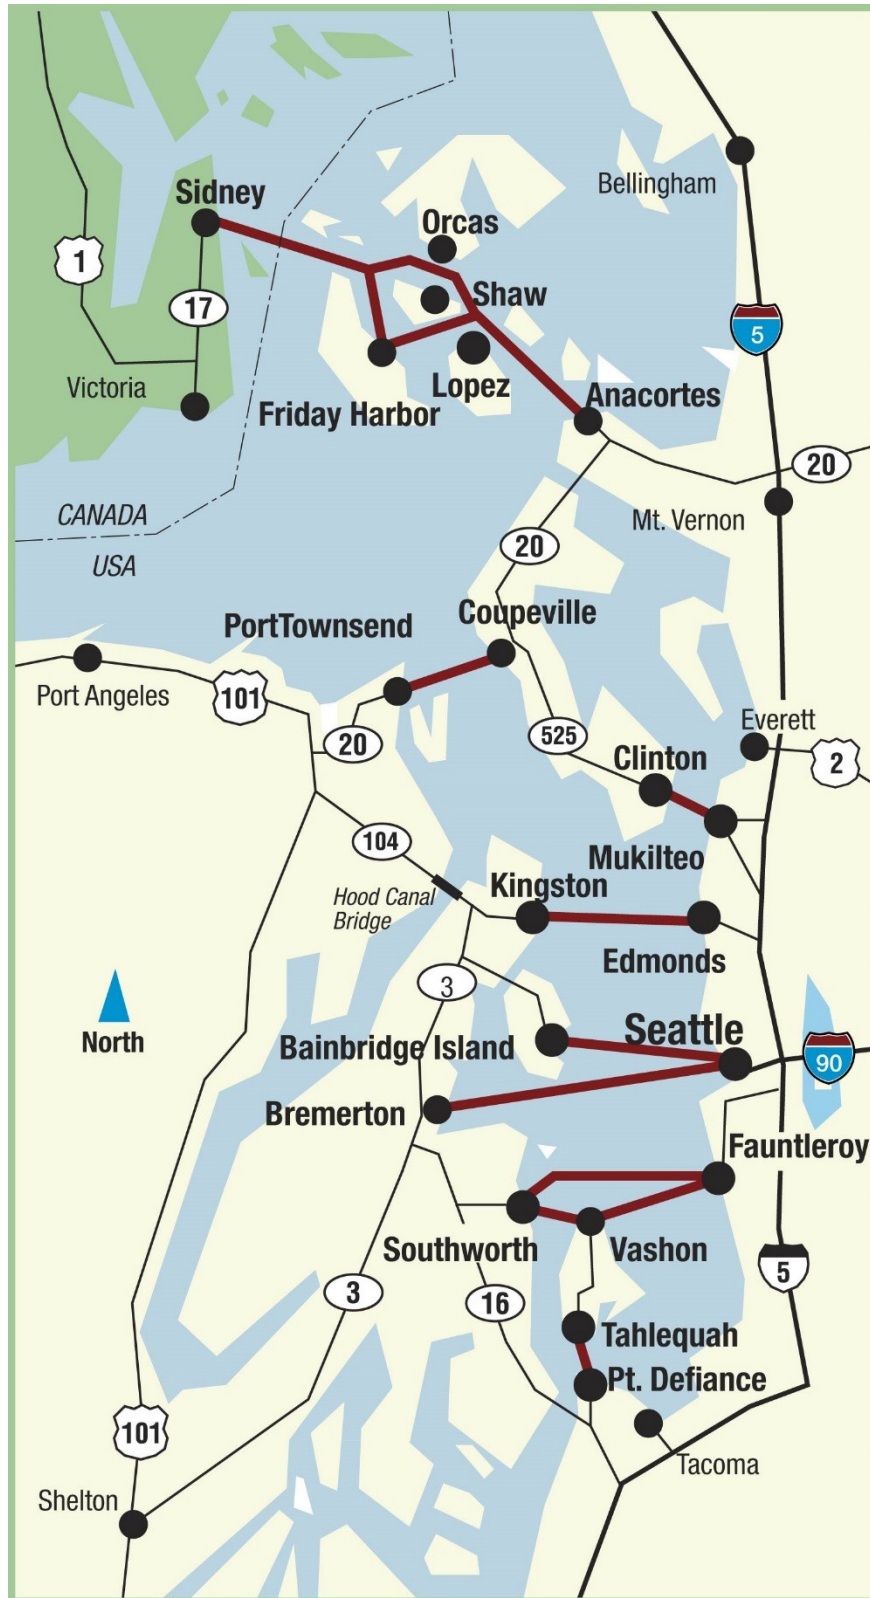 Bellingham
Sidney
Orcas
1
Shaw
17
5
Victoria
Lopez
Anacortes
Friday Harbor
20
CANADA
Mt. Vernon
20
USA
Coupeville
PortTownsend
Port Angeles
101
Everett
20
525
2
Clinton
104
Mukilteo
Kingston
Hood Canal
Bridge
Edmonds
3
North
Seattle
Bainbridge Island
90
Bremerton
Fauntleroy
Southworth
Vashon
5
3
16
Tahlequah
Pt. Defiance
101
Tacoma
Shelton